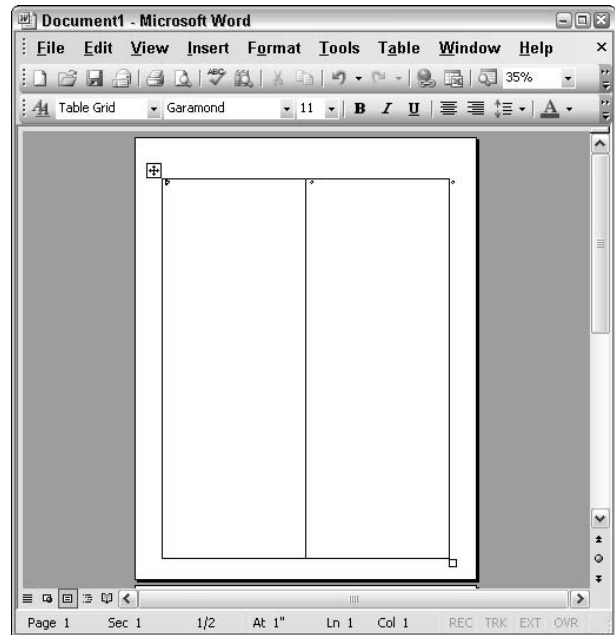 Document1 - Microsoft Word
File Edit View Insert Format Tools Table Window Help
ABC 35%
Table Grid Garamond 11 B I U A
Page 1 Sec 1 1/2 At 1" Ln 1 Col 1 REC TRK EXT OVR